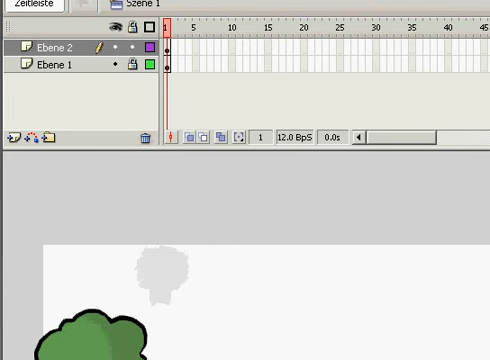 Zeitleiste Szene 1
1 5 10 15 20 25 30 35 40 45
Ebene 2
Ebene 1
1 12.0 BpS 0.0s